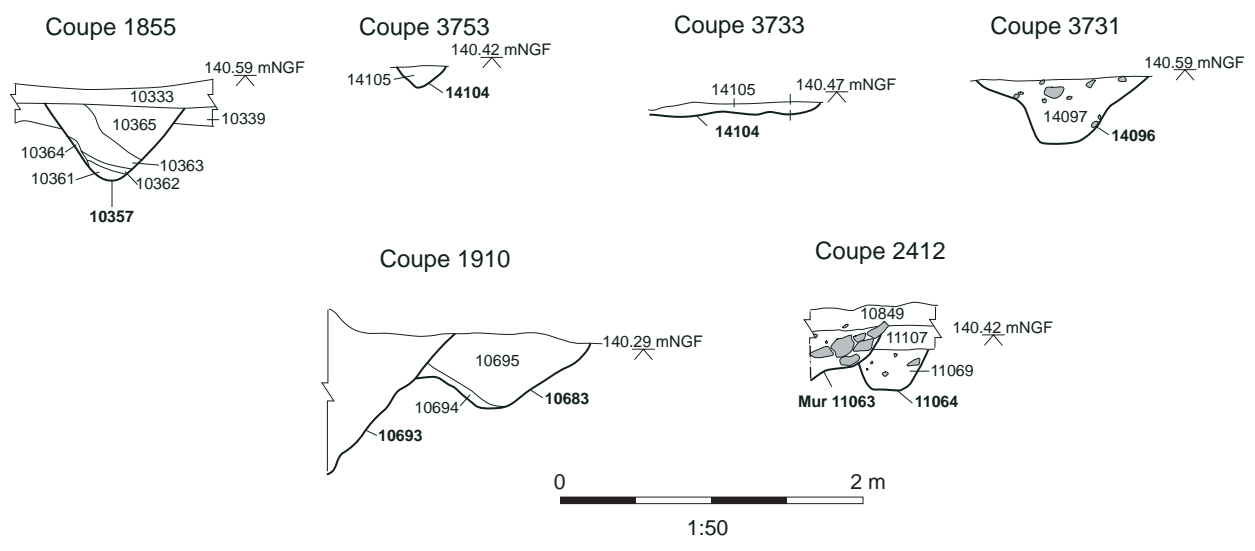 Coupe 1855
140.59 mNGF
10333
10365
10339
10364
10363
10361
10362
10357
Coupe 3753
140.42 mNGF
14105
14104
Coupe 3733
14105
140.47 mNGF
14104
Coupe 3731
140.59 mNGF
14097
14096
Coupe 1910
140.29 mNGF
10695
10694
10683
10693
Coupe 2412
10849
140.42 mNGF
11107
11069
Mur 11063
11064
0
2 m
1:50